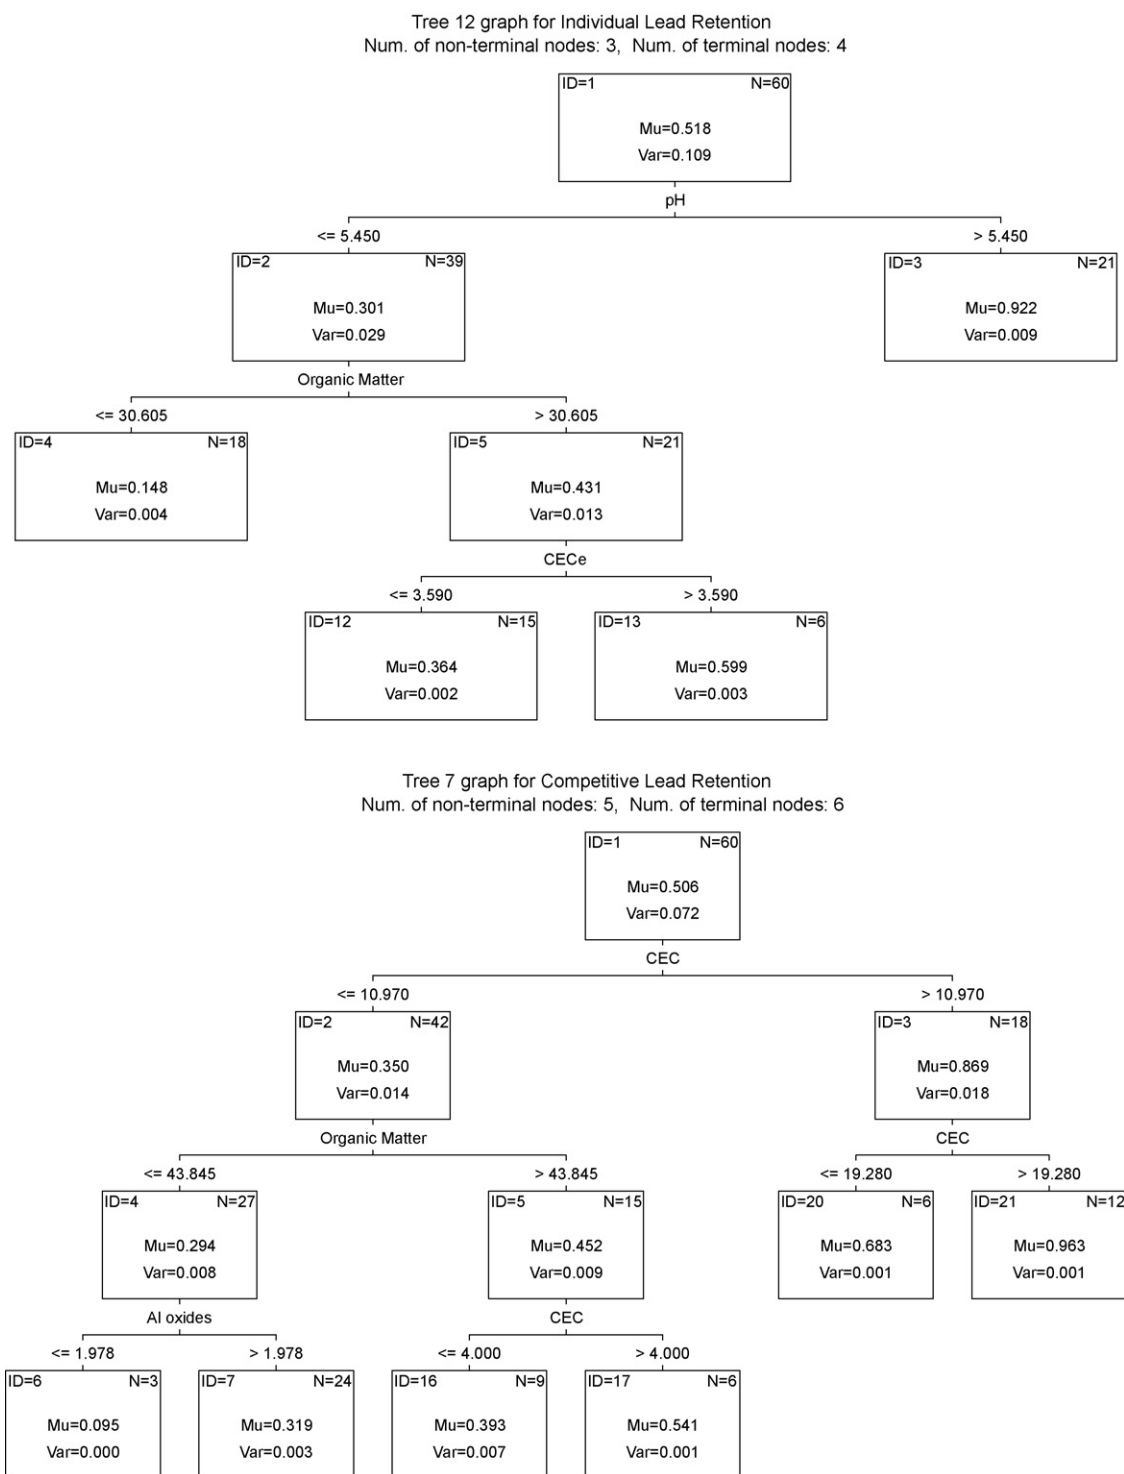 Tree 12 graph for Individual Lead Retention
Num. of non-terminal nodes: 3, Num. of terminal nodes: 4
ID=1 N=60
Mu=0.518
Var=0.109
pH
<= 5.450 > 5.450
ID=2 N=39 ID=3 N=21
Mu=0.301 Mu=0.922
Var=0.029 Var=0.009
Organic Matter
<= 30.605 > 30.605
ID=4 N=18 ID=5 N=21
Mu=0.148 Mu=0.431
Var=0.004 Var=0.013
CECe
<= 3.590 > 3.590
ID=12 N=15 ID=13 N=6
Mu=0.364 Mu=0.599
Var=0.002 Var=0.003
Tree 7 graph for Competitive Lead Retention
Num. of non-terminal nodes: 5, Num. of terminal nodes: 6
ID=1 N=60
Mu=0.506
Var=0.072
CEC
<= 10.970 > 10.970
ID=2 N=42 ID=3 N=18
Mu=0.350 Mu=0.869
Var=0.014 Var=0.018
Organic Matter CEC
<= 43.845 > 43.845 <= 19.280 > 19.280
ID=4 N=27 ID=5 N=15 ID=20 N=6 ID=21 N=12
Mu=0.294 Mu=0.452 Mu=0.683 Mu=0.963
Var=0.008 Var=0.009 Var=0.001 Var=0.001
Al oxides CEC
<= 1.978 > 1.978 <= 4.000 > 4.000
ID=6 N=3 ID=7 N=24 ID=16 N=9 ID=17 N=6
Mu=0.095 Mu=0.319 Mu=0.393 Mu=0.541
Var=0.000 Var=0.003 Var=0.007 Var=0.001